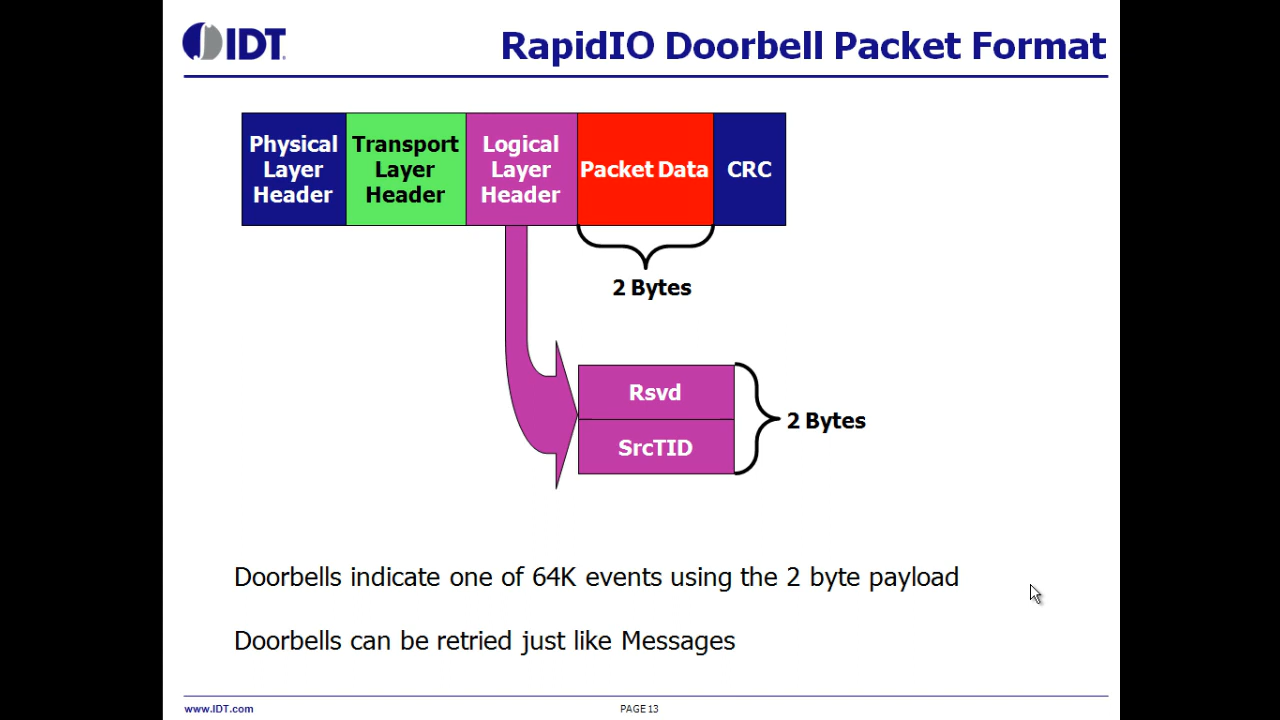 IDT
RapidIO Doorbell Packet Format
Physical
Layer
Header
Transport
Layer
Header
Logical
Layer
Header
Packet Data
CRC
2 Bytes
Rsvd
SrcTID
2 Bytes
Doorbells indicate one of 64K events using the 2 byte payload
Doorbells can be retried just like Messages
www.IDT.com
PAGE 13